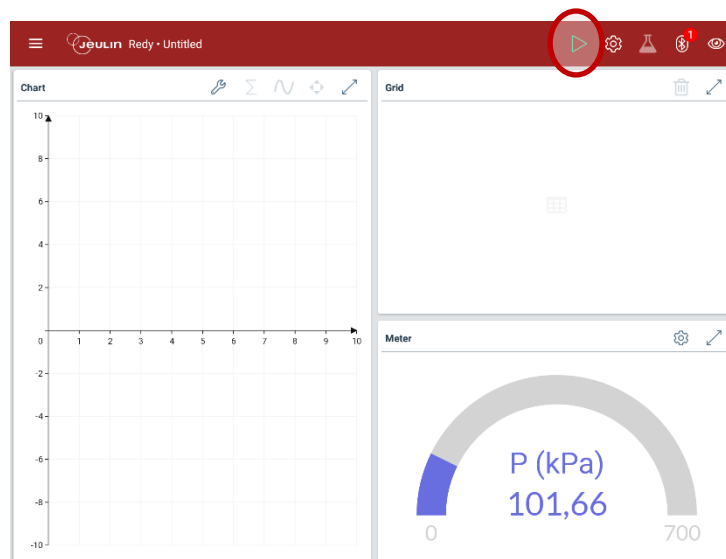 JEULIN Redy • Untitled
1
Chart
Grid
10
8
6
4
2
0 1 2 3 4 5 6 7 8 9 10
-2
-4
-6
-8
-10
Meter
P (kPa)
101,66
0 700